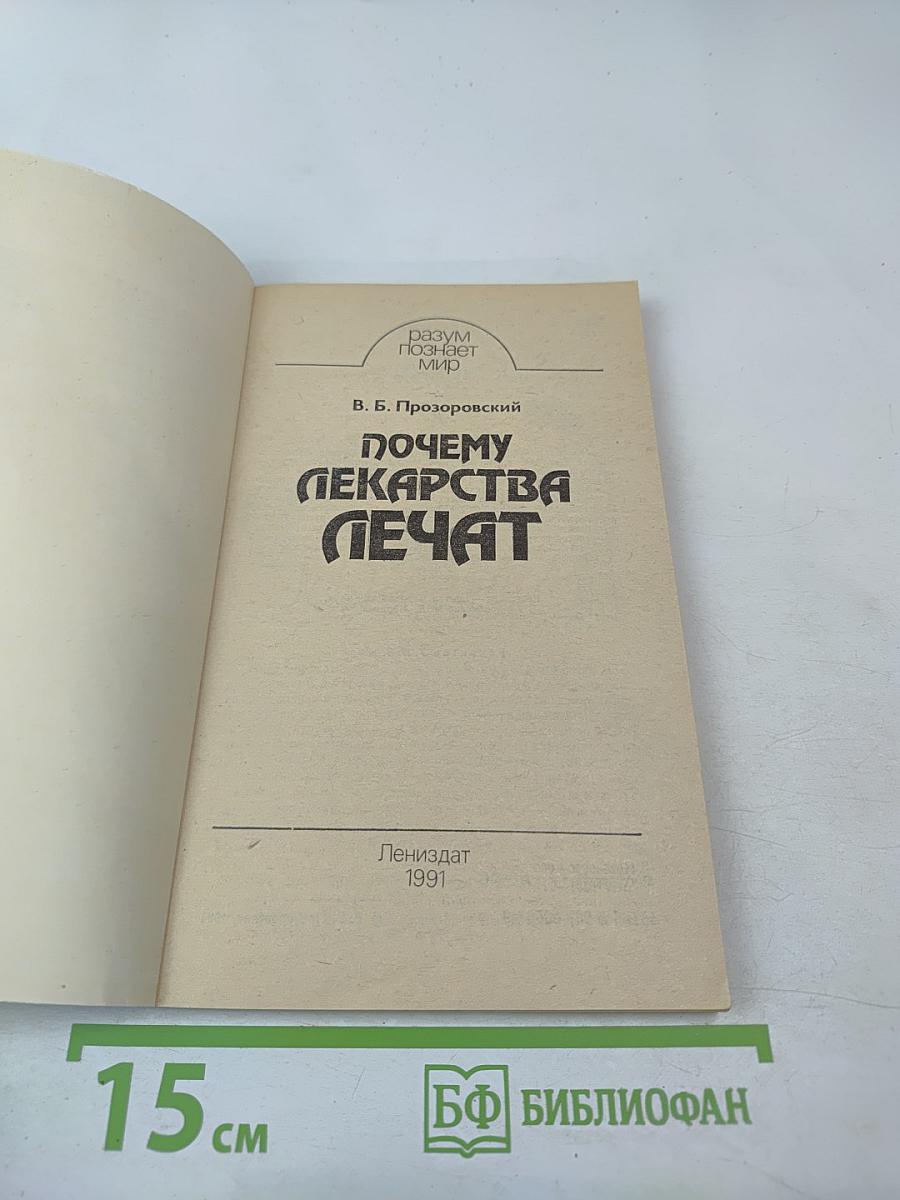 разум
познает
мир
В. Б. Прозоровский
ПОЧЕМУ
ЛЕКАРСТВА
ЛЕЧАТ
Лениздат
1991
15 см
БФ БИБЛИОФАН